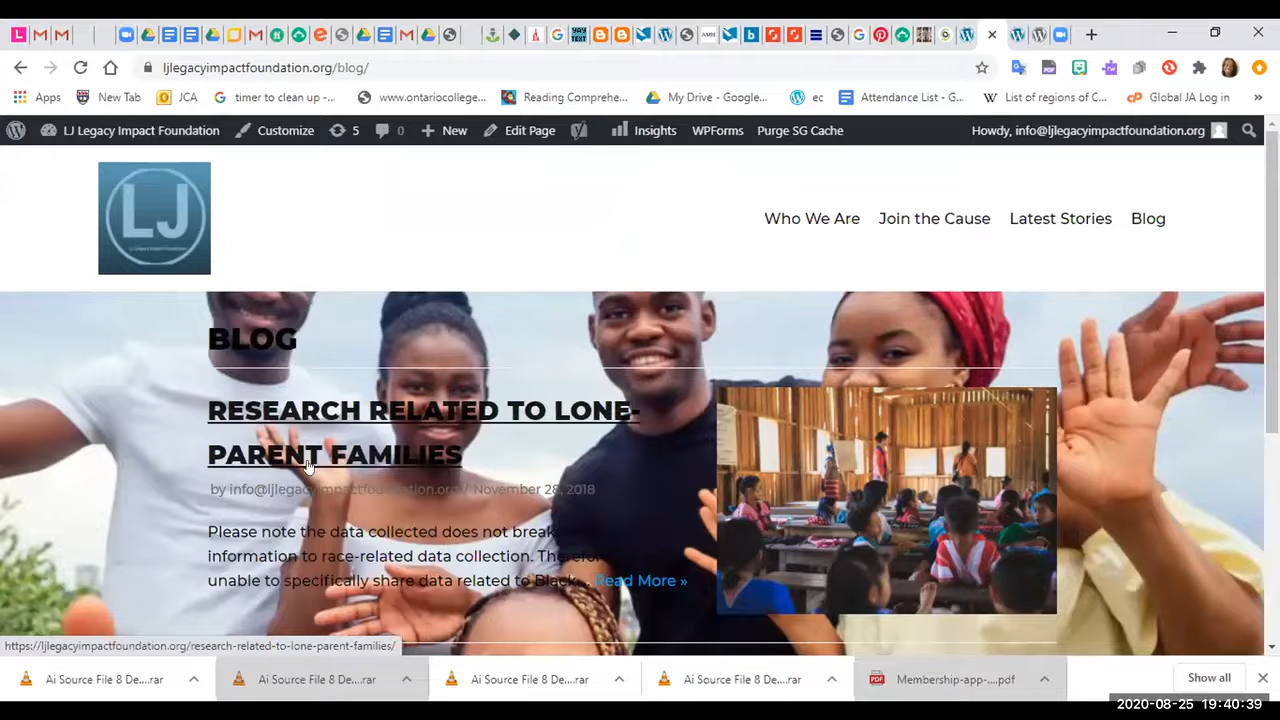 ljlegacyimpactfoundation.org/blog/
Apps
New Tab
JCA
timer to clean up -...
www.ontariocollege...
Reading Comprehe...
My Drive - Google...
ec
Attendance List - G...
List of regions of C...
Global JA Log in
»
LJ Legacy Impact Foundation
Customize
5
0
New
Edit Page
Insights
WPForms
Purge SG Cache
Howdy, info@ljlegacyimpactfoundation.org
LJ
Who We Are
Join the Cause
Latest Stories
Blog
BLOG
RESEARCH RELATED TO LONE-
PARENT FAMILIES
by info@ljlegacyimpactfoundation.org / November 28, 2018
Please note the data collected does not break
information to race-related data collection. Therefore
unable to specifically share data related to Black... Read More »
https://ljlegacyimpactfoundation.org/research-related-to-lone-parent-families/
Ai Source File 8 De....rar
Ai Source File 8 De....rar
Ai Source File 8 De....rar
Ai Source File 8 De....rar
Membership-app-....pdf
Show all
2020-08-25 19:40:39